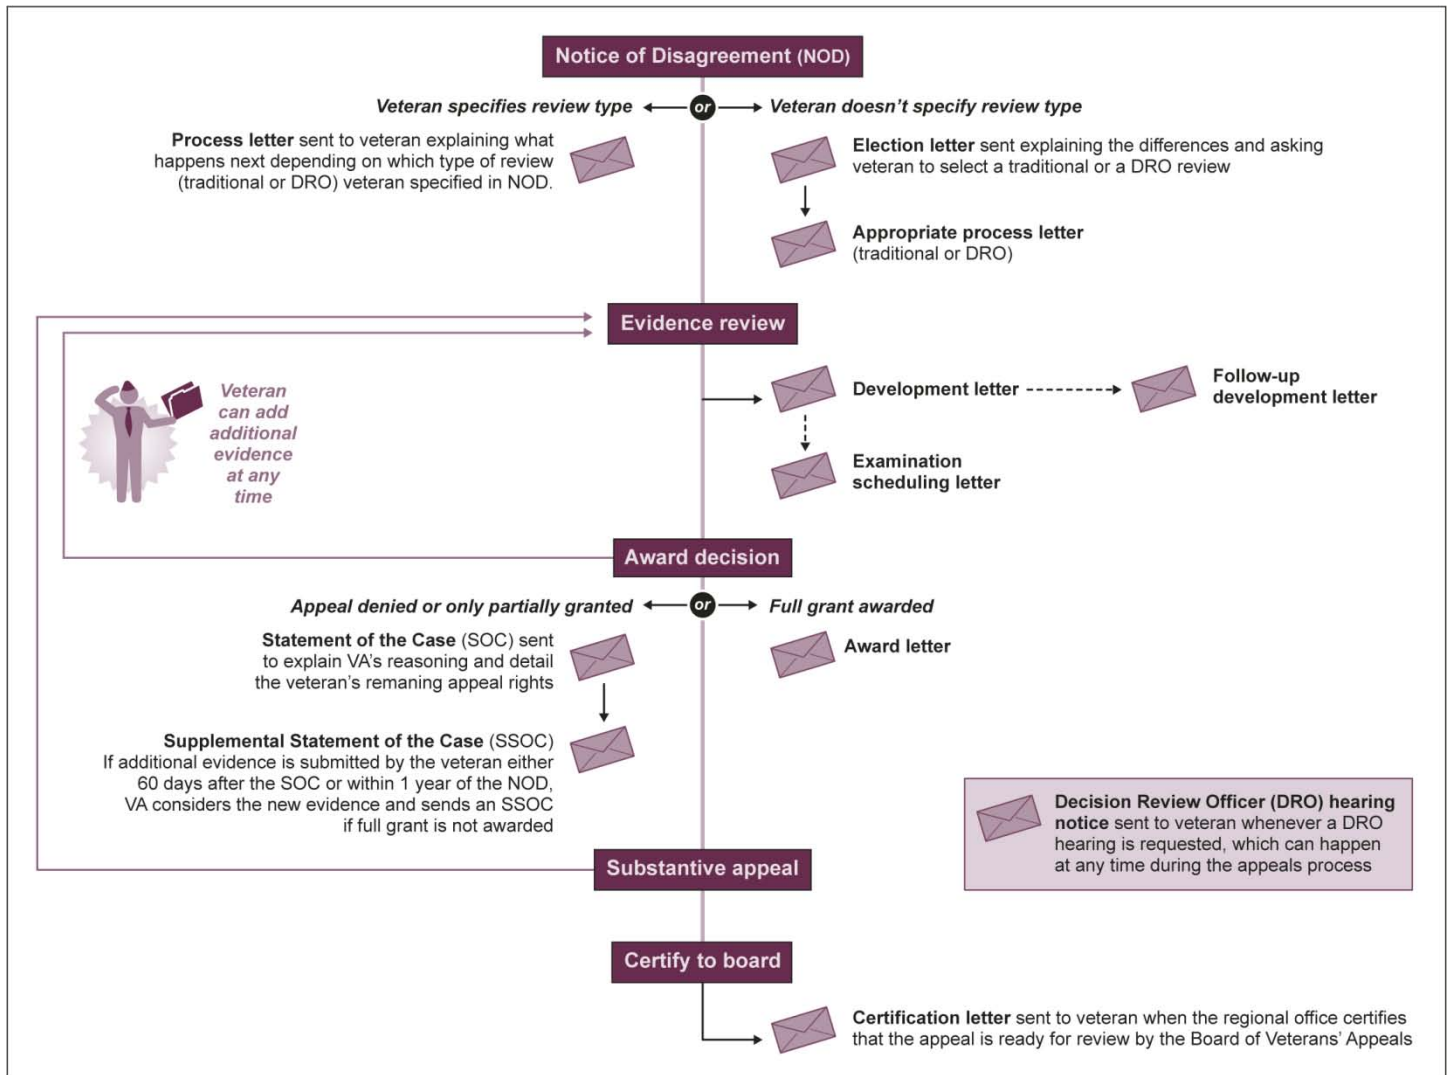 Notice of Disagreement (NOD)
Veteran specifies review type
or
Veteran doesn't specify review type
Process letter sent to veteran explaining what
happens next depending on which type of review
(traditional or DRO) veteran specified in NOD.
Election letter sent explaining the differences and asking
veteran to select a traditional or a DRO review
Appropriate process letter
(traditional or DRO)
Evidence review
Veteran
can add
additional
evidence
at any
time
Development letter
Follow-up
development letter
Examination
scheduling letter
Award decision
Appeal denied or only partially granted
or
Full grant awarded
Statement of the Case (SOC) sent
to explain VA's reasoning and detail
the veteran's remaning appeal rights
Award letter
Supplemental Statement of the Case (SSOC)
If additional evidence is submitted by the veteran either
60 days after the SOC or within 1 year of the NOD,
VA considers the new evidence and sends an SSOC
if full grant is not awarded
Decision Review Officer (DRO) hearing
notice sent to veteran whenever a DRO
hearing is requested, which can happen
at any time during the appeals process
Substantive appeal
Certify to board
Certification letter sent to veteran when the regional office certifies
that the appeal is ready for review by the Board of Veterans' Appeals